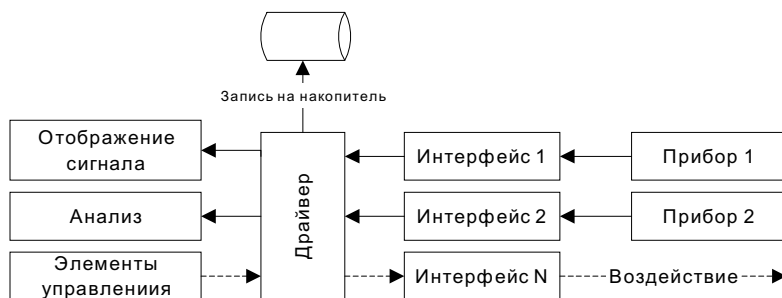 Запись на накопитель
Отображение
сигнала
Драйвер
Интерфейс 1
Прибор 1
Анализ
Интерфейс 2
Прибор 2
Элементы
управлениия
Интерфейс N
Воздействие